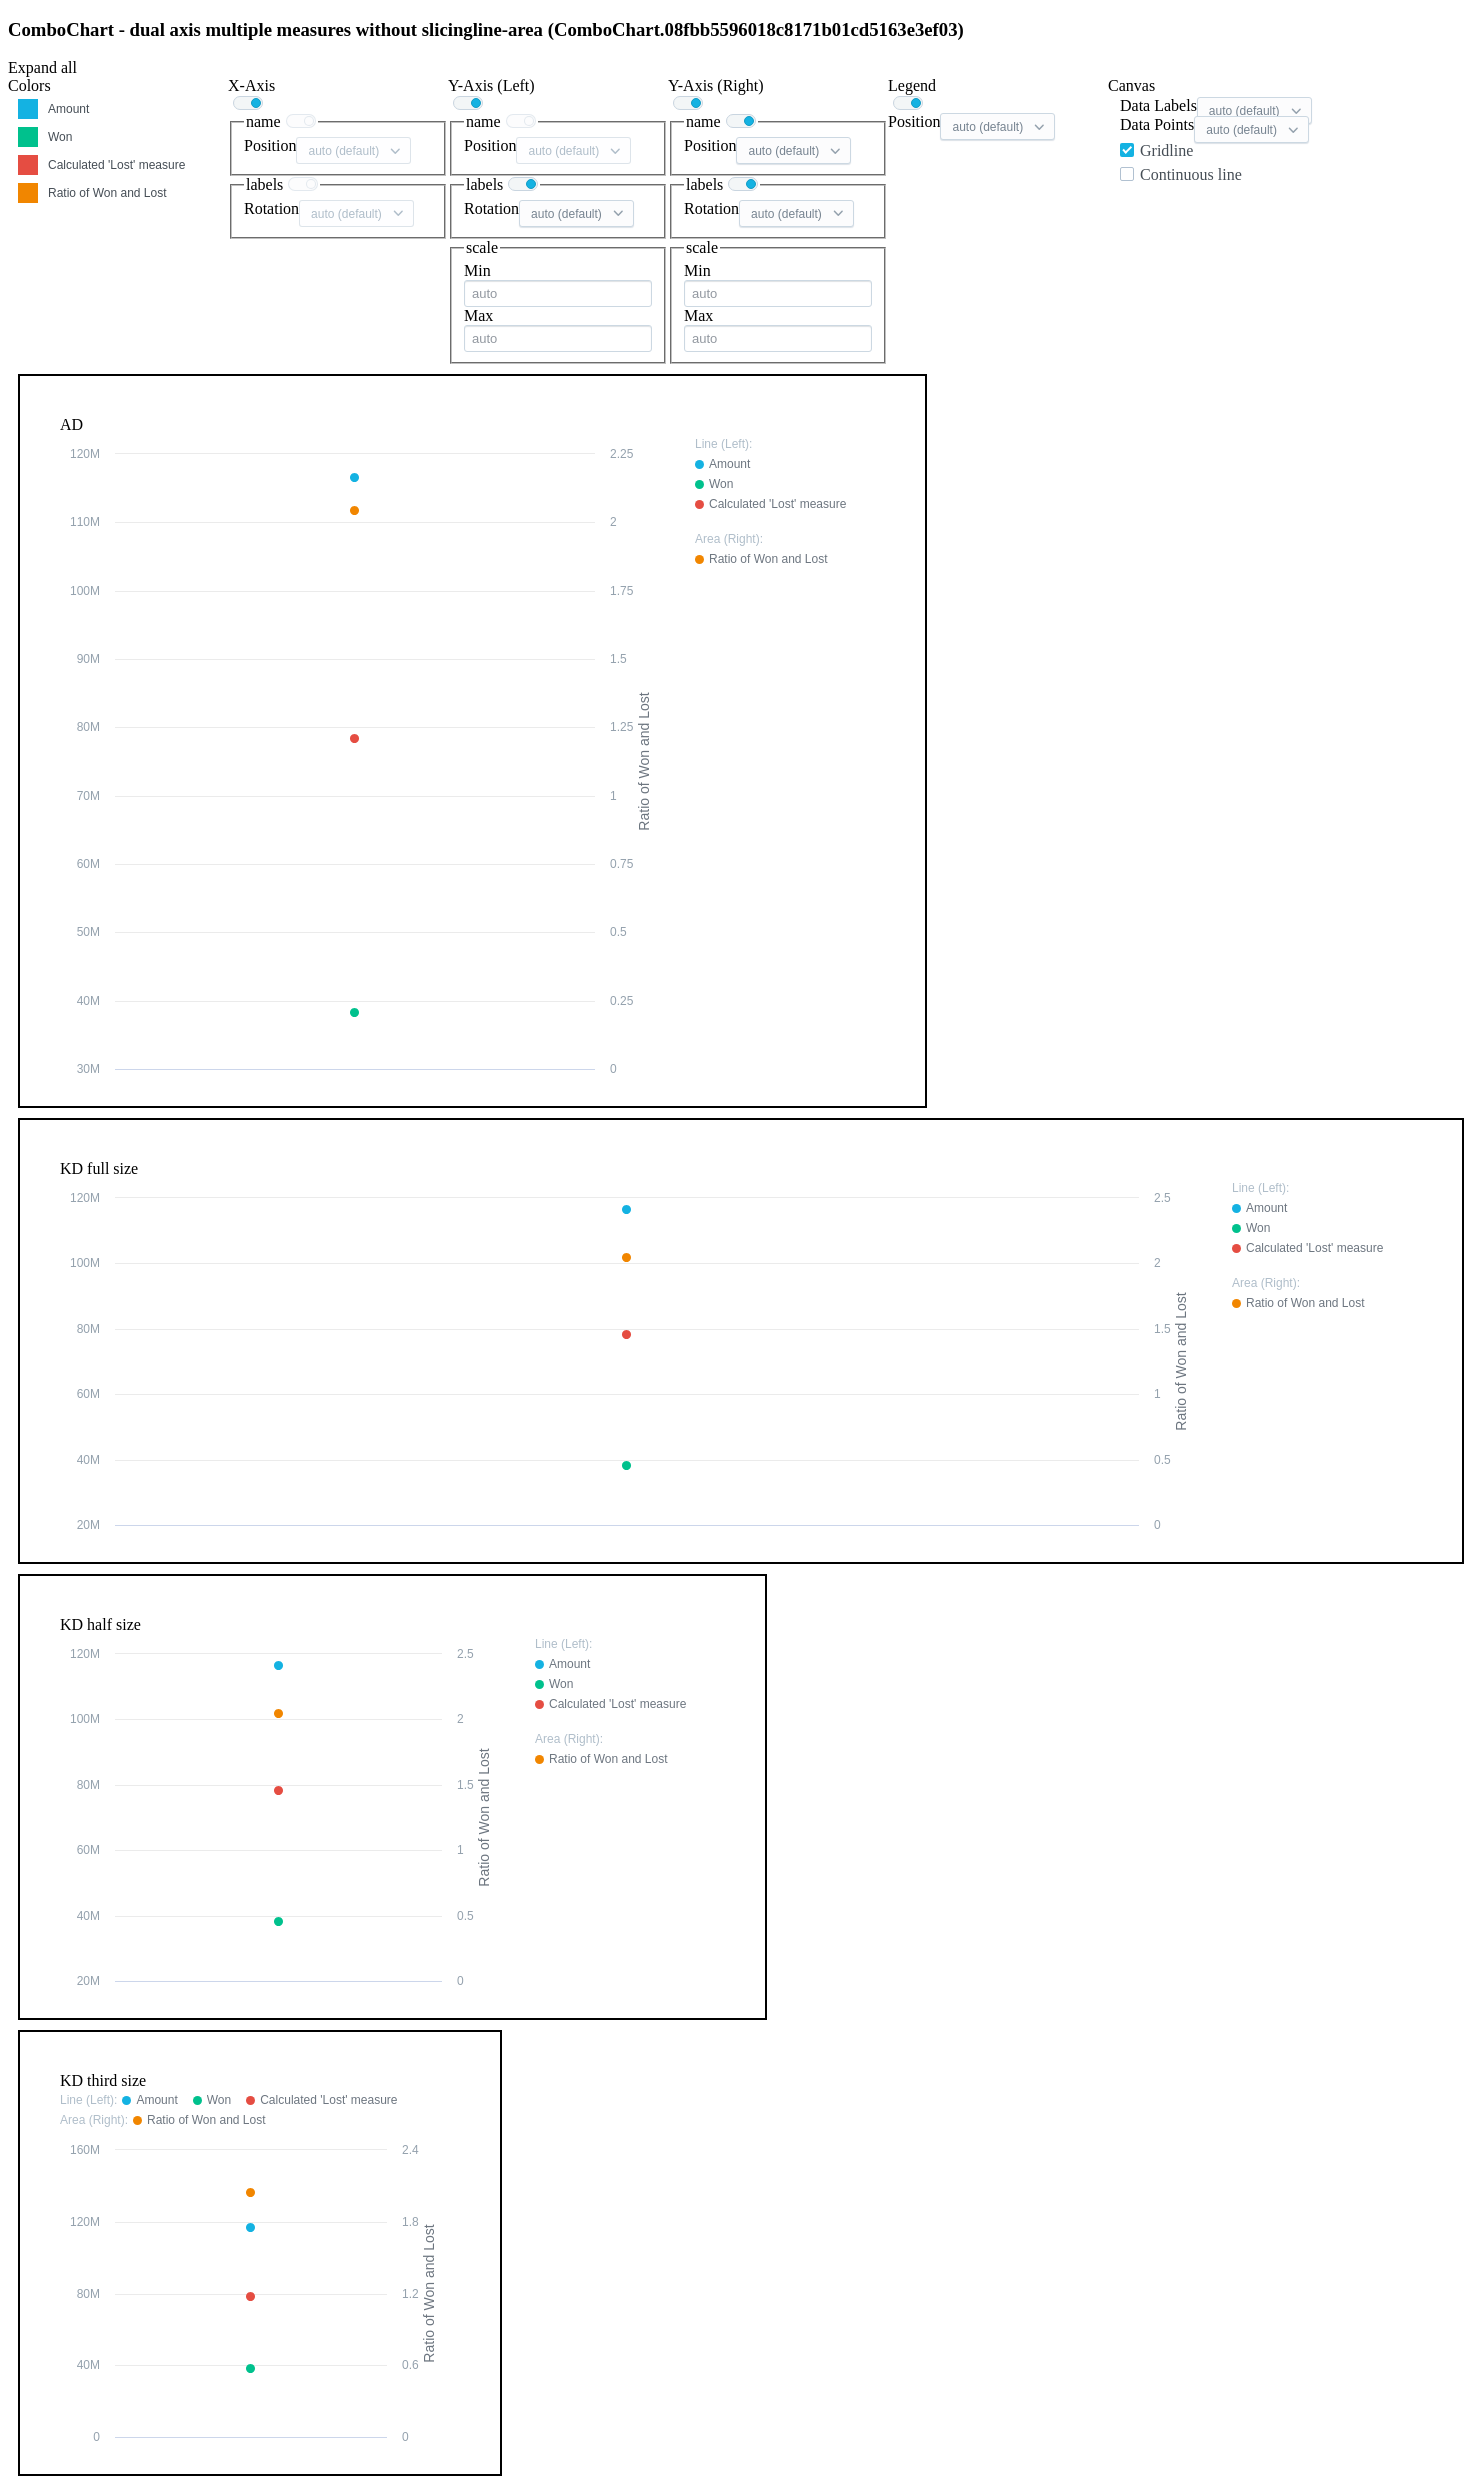 ComboChart - dual axis multiple measures without slicingline-area (ComboChart.08fbb5596018c8171b01cd5163e3ef03)
Expand all
Colors
Amount
Won
Calculated 'Lost' measure
Ratio of Won and Lost
X-Axis
name
Position auto (default)
labels
Rotation auto (default)
Y-Axis (Left)
name
Position auto (default)
labels
Rotation auto (default)
scale
Min
auto
Max
auto
Y-Axis (Right)
name
Position auto (default)
labels
Rotation auto (default)
scale
Min
auto
Max
auto
Legend
Position auto (default)
Canvas
Data Labels auto (default)
Data Points auto (default)
Gridline
Continuous line
AD
120M
110M
100M
90M
80M
70M
60M
50M
40M
30M
2.25
2
1.75
1.5
1.25
1
0.75
0.5
0.25
0
Ratio of Won and Lost
Line (Left):
Amount
Won
Calculated 'Lost' measure
Area (Right):
Ratio of Won and Lost
KD full size
120M
100M
80M
60M
40M
20M
2.5
2
1.5
1
0.5
0
Ratio of Won and Lost
Line (Left):
Amount
Won
Calculated 'Lost' measure
Area (Right):
Ratio of Won and Lost
KD half size
120M
100M
80M
60M
40M
20M
2.5
2
1.5
1
0.5
0
Ratio of Won and Lost
Line (Left):
Amount
Won
Calculated 'Lost' measure
Area (Right):
Ratio of Won and Lost
KD third size
Line (Left): Amount Won Calculated 'Lost' measure
Area (Right): Ratio of Won and Lost
160M
120M
80M
40M
0
2.4
1.8
1.2
0.6
0
Ratio of Won and Lost